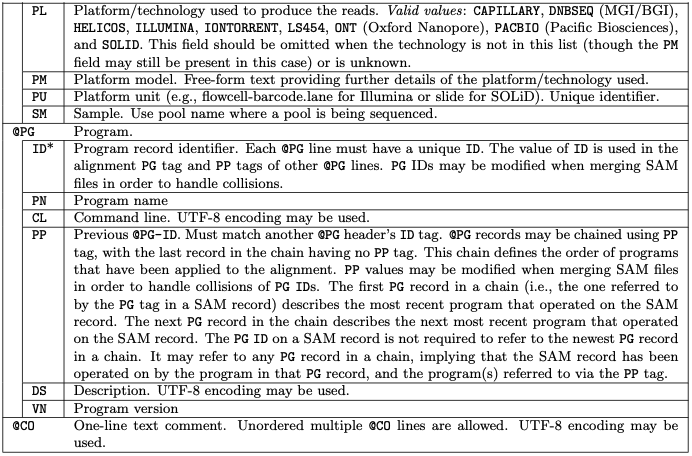 PL Platform/technology used to produce the reads. Valid values: CAPILLARY, DNBSEQ (MGI/BGI),
HELICOS, ILLUMINA, IONTORRENT, LS454, ONT (Oxford Nanopore), PACBIO (Pacific Biosciences),
and SOLID. This field should be omitted when the technology is not in this list (though the PM
field may still be present in this case) or is unknown.
PM Platform model. Free-form text providing further details of the platform/technology used.
PU Platform unit (e.g., flowcell-barcode.lane for Illumina or slide for SOLiD). Unique identifier.
SM Sample. Use pool name where a pool is being sequenced.
@PG Program.
ID* Program record identifier. Each @PG line must have a unique ID. The value of ID is used in the
alignment PG tag and PP tags of other @PG lines. PG IDs may be modified when merging SAM
files in order to handle collisions.
PN Program name
CL Command line. UTF-8 encoding may be used.
PP Previous @PG-ID. Must match another @PG header's ID tag. @PG records may be chained using PP
tag, with the last record in the chain having no PP tag. This chain defines the order of programs
that have been applied to the alignment. PP values may be modified when merging SAM files
in order to handle collisions of PG IDs. The first PG record in a chain (i.e., the one referred to
by the PG tag in a SAM record) describes the most recent program that operated on the SAM
record. The next PG record in the chain describes the next most recent program that operated
on the SAM record. The PG ID on a SAM record is not required to refer to the newest PG record
in a chain. It may refer to any PG record in a chain, implying that the SAM record has been
operated on by the program in that PG record, and the program(s) referred to via the PP tag.
DS Description. UTF-8 encoding may be used.
VN Program version
@CO One-line text comment. Unordered multiple @CO lines are allowed. UTF-8 encoding may be
used.